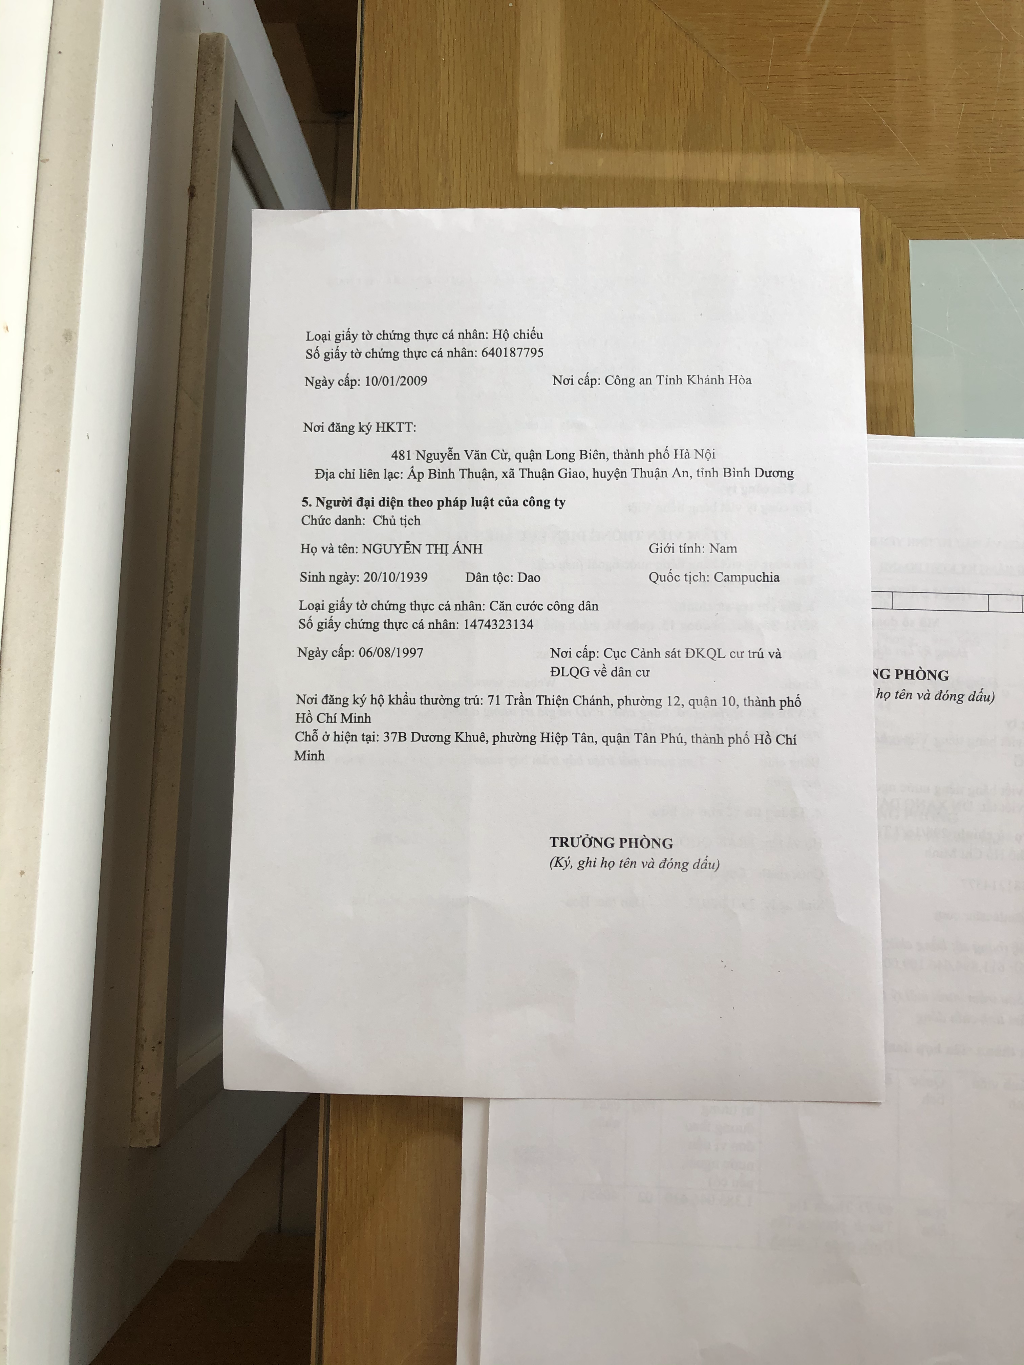 Loại giấy tờ chứng thực cá nhân: Hộ chiếu
Số giấy tờ chứng thực cá nhân: 640187795
Ngày cấp: 10/01/2009 Nơi cấp: Công an Tỉnh Khánh Hòa
Nơi đăng ký HKTT:
481 Nguyễn Văn Cừ, quận Long Biên, thành phố Hà Nội
Địa chỉ liên lạc: Ấp Bình Thuận, xã Thuận Giao, huyện Thuận An, tỉnh Bình Dương
5. Người đại diện theo pháp luật của công ty
Chức danh: Chủ tịch
Họ và tên: NGUYỄN THỊ ÁNH Giới tính: Nam
Sinh ngày: 20/10/1939 Dân tộc: Dao Quốc tịch: Campuchia
Loại giấy tờ chứng thực cá nhân: Căn cước công dân
Số giấy chứng thực cá nhân: 1474323134
Ngày cấp: 06/08/1997 Nơi cấp: Cục Cảnh sát ĐKQL cư trú và
ĐLQG về dân cư
Nơi đăng ký hộ khẩu thường trú: 71 Trần Thiện Chánh, phường 12, quận 10, thành phố
Hồ Chí Minh
Chỗ ở hiện tại: 37B Dương Khuê, phường Hiệp Tân, quận Tân Phú, thành phố Hồ Chí
Minh
TRƯỞNG PHÒNG
(Ký, ghi họ tên và đóng dấu)
NG PHÒNG
họ tên và đóng dấu)